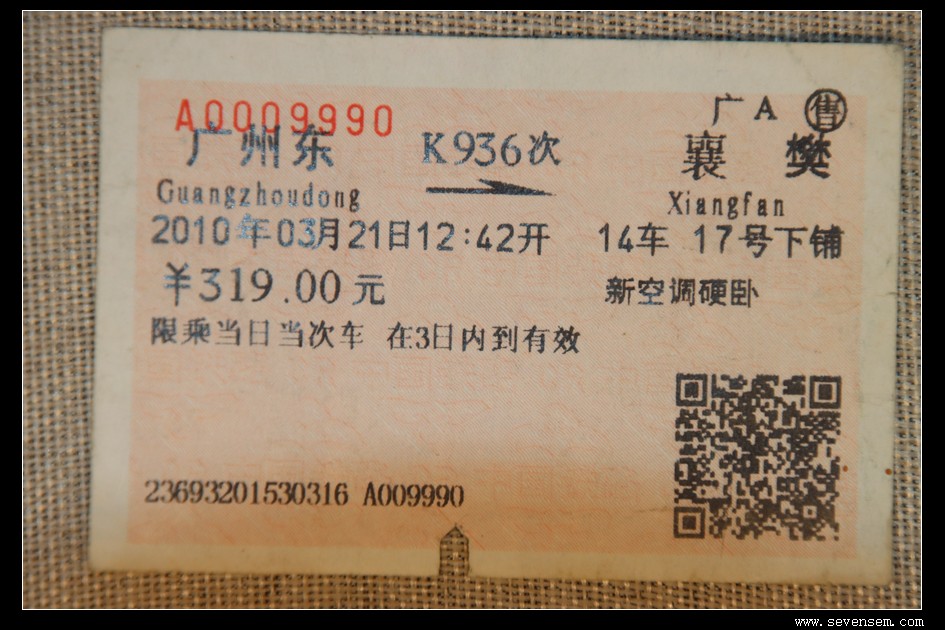 A0009990
广A 售
广州东 K936次 襄樊
Guangzhoudong Xiangfan
2010年03月21日12:42开 14车 17号下铺
¥319.00元 新空调硬卧
限乘当日当次车 在3日内到有效
23693201530316 A009990
www.sevensem.com